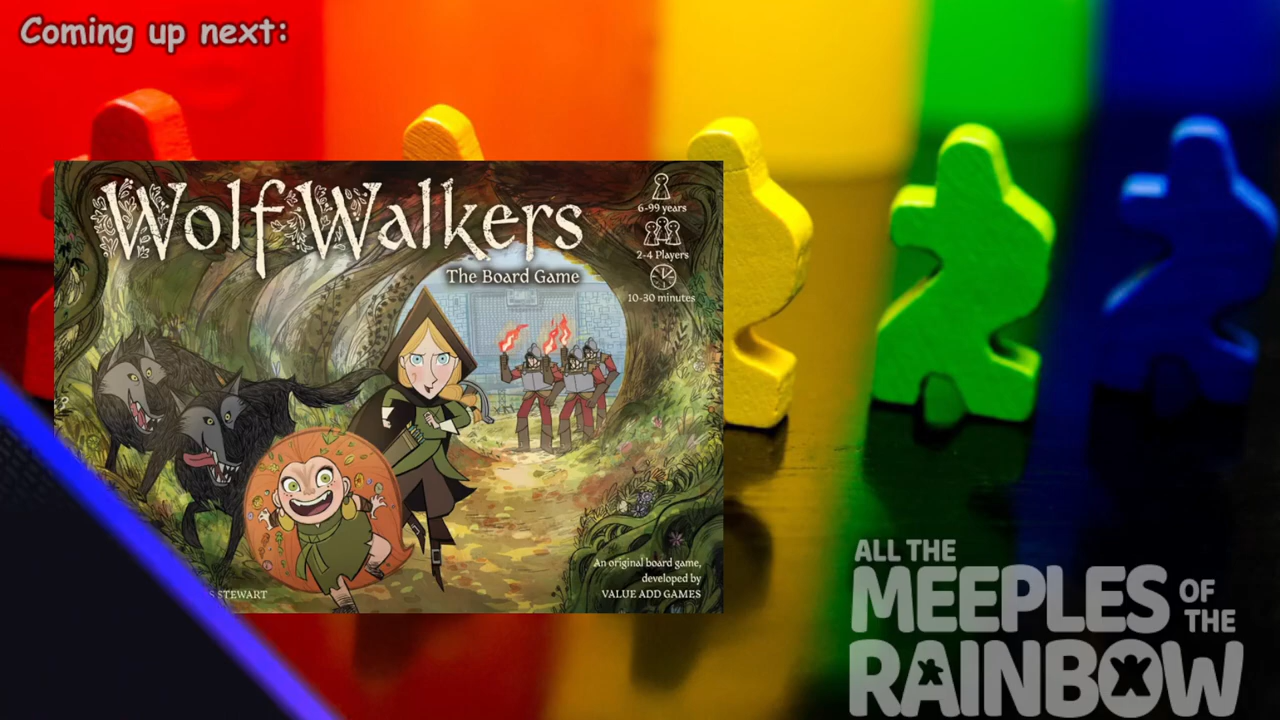 Coming up next:
WolfWalkers
The Board Game
6-99 years
2-4 Players
10-30 minutes
An original board game,
developed by
VALUE ADD GAMES
STEWART
ALL THE
MEEPLES OF
THE
RAINBOW